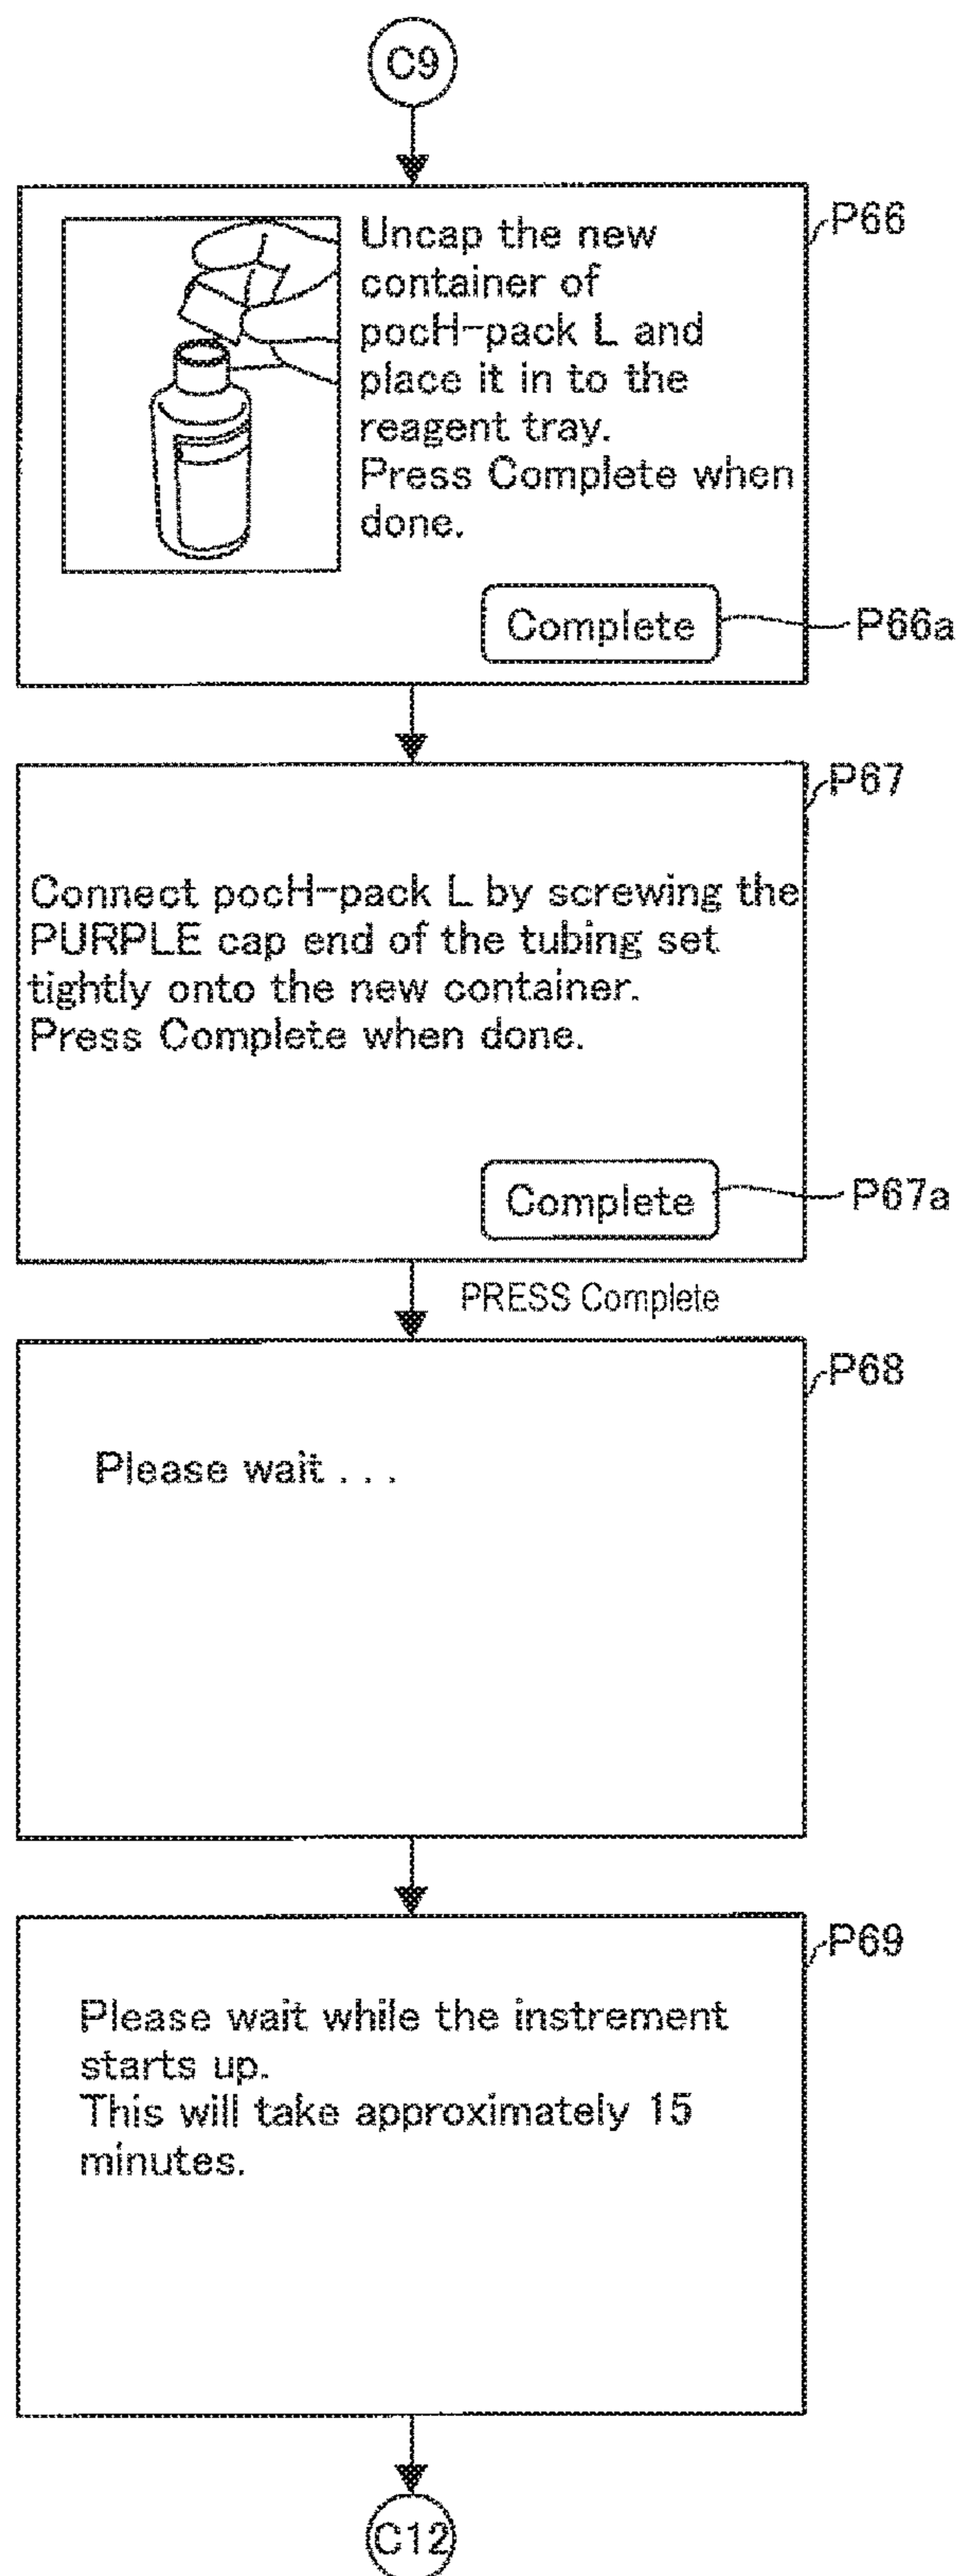 C9
P66
Uncap the new
container of
pocH-pack L and
place it in to the
reagent tray.
Press Complete when
done.
Complete
P66a
P67
Connect pocH-pack L by screwing the
PURPLE cap end of the tubing set
tightly onto the new container.
Press Complete when done.
Complete
P67a
PRESS Complete
P68
Please wait . . .
P69
Please wait while the instrement
starts up.
This will take approximately 15
minutes.
C12